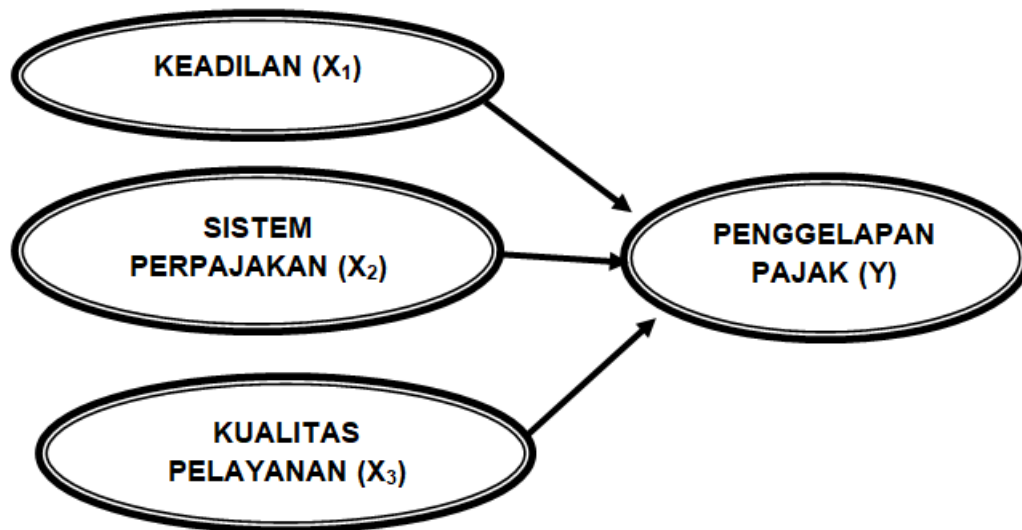 KEADILAN (X₁)
SISTEM
PERPAJAKAN (X₂)
PENGGELAPAN
PAJAK (Y)
KUALITAS
PELAYANAN (X₃)